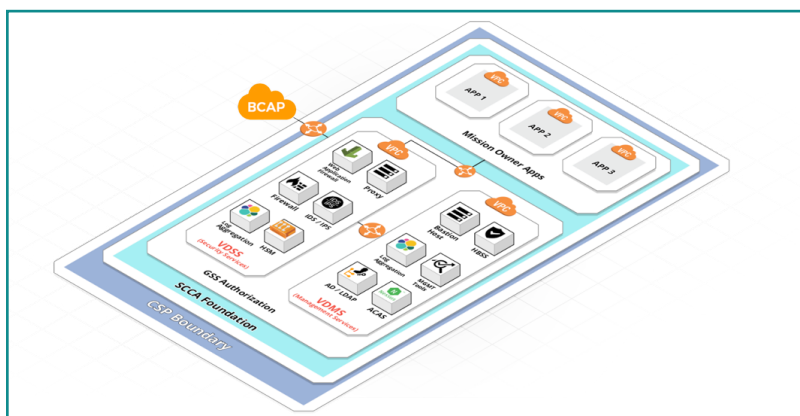 BCAP
VPC
APP 1
VPC
APP 2
VPC
APP 3
Mission Owner Apps
VPC
Web
Application
Firewall
Proxy
Firewall
IDS / IPS
Log
Aggregation
HSM
VDSS
(Security Services)
VPC
Bastion
Host
HBSS
Log
Aggregation
MGMT
Tools
AD / LDAP
ACAS
VDMS
(Management Services)
GSS Authorization
SCCA Foundation
CSP Boundary